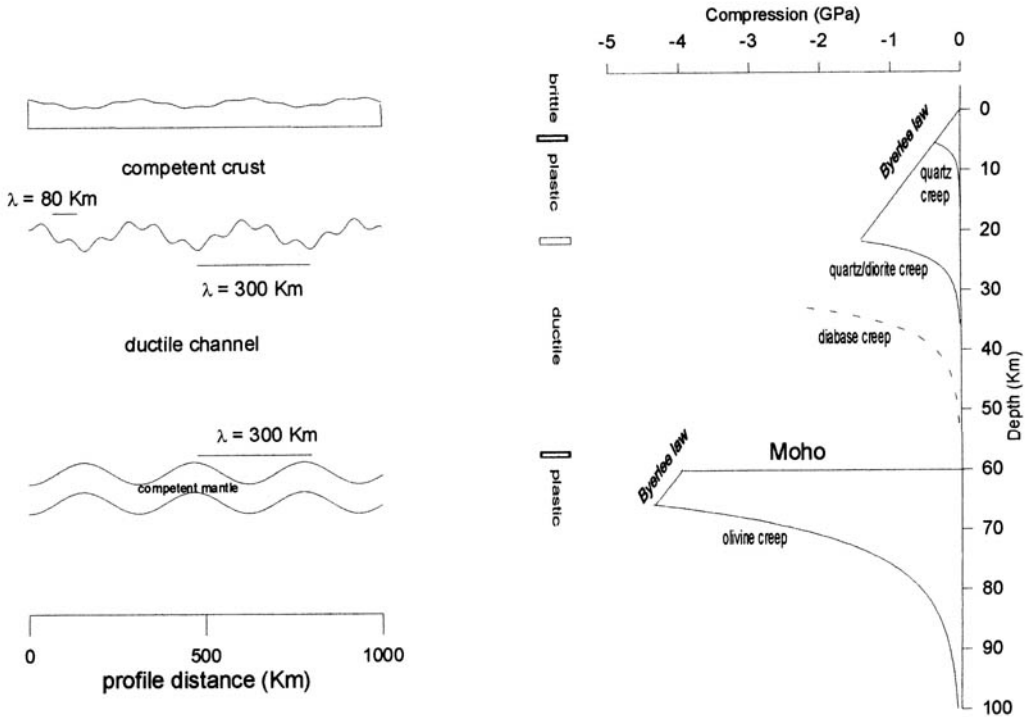 competent crust
λ = 80 Km
λ = 300 Km
ductile channel
λ = 300 Km
competent mantle
0 500 1000
profile distance (Km)
brittle
plastic
ductile
plastic
Compression (GPa)
-5 -4 -2 -1 0
Byerlee law
quartz
creep
quartz/diorite creep
diabase creep
Byerlee law
Moho
olivine creep
0
10
20
30
40
50
60
70
80
90
100
Depth (Km)